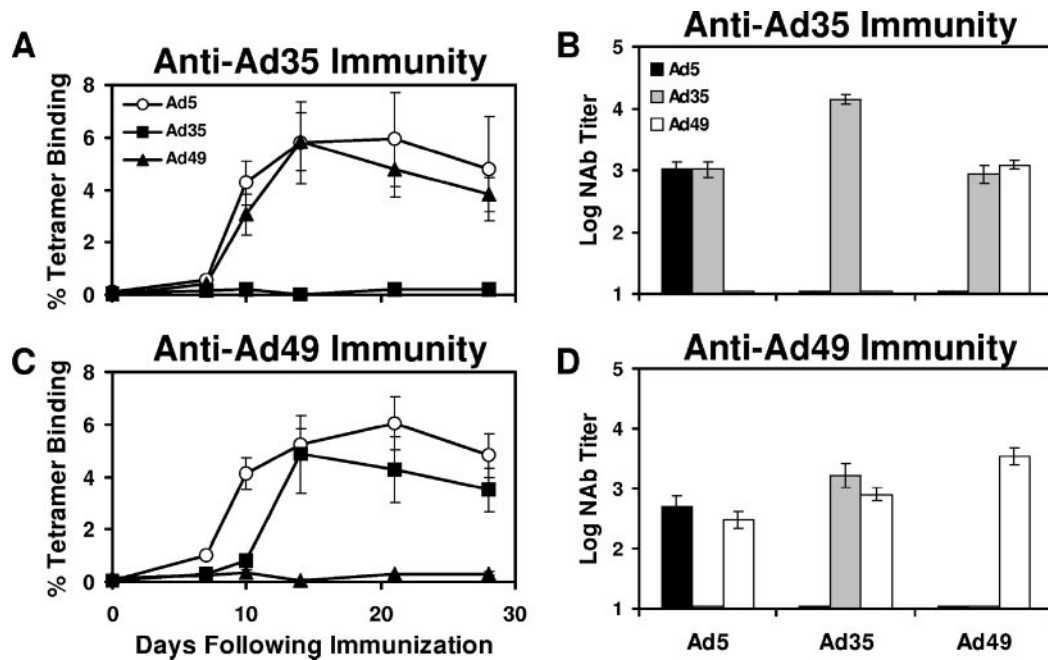 A
Anti-Ad35 Immunity
% Tetramer Binding
8
6
4
2
0
Ad5
Ad35
Ad49
B
Anti-Ad35 Immunity
Log NAb Titer
5
4
3
2
1
Ad5
Ad35
Ad49
C
Anti-Ad49 Immunity
% Tetramer Binding
8
6
4
2
0
0
10
20
30
Days Following Immunization
D
Anti-Ad49 Immunity
Log NAb Titer
5
4
3
2
1
Ad5
Ad35
Ad49